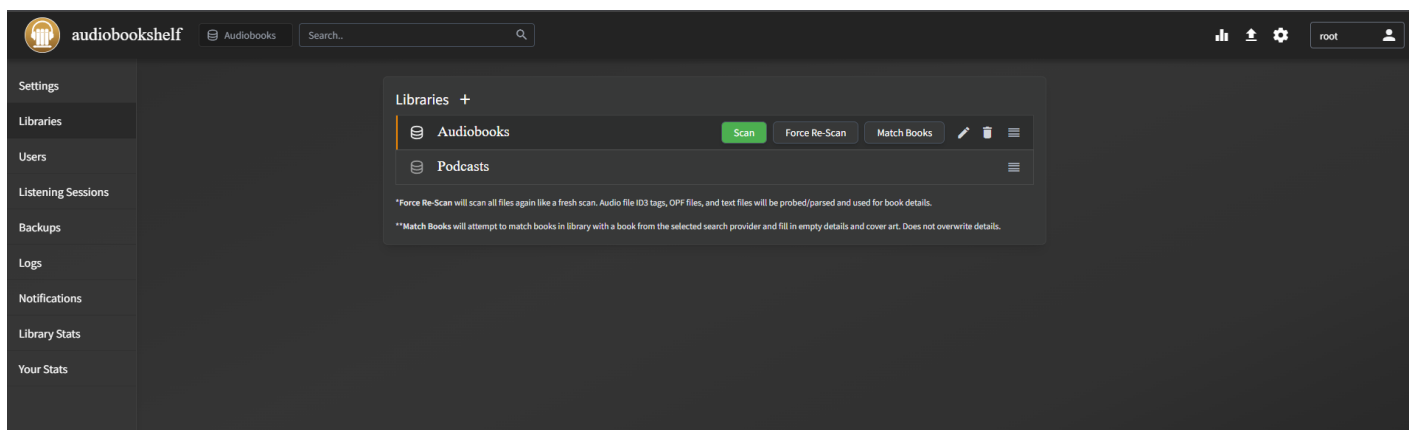 audiobookshelf
Audiobooks
Search..
root
Settings
Libraries
Users
Listening Sessions
Backups
Logs
Notifications
Library Stats
Your Stats
Libraries +
Audiobooks Scan Force Re-Scan Match Books
Podcasts
*Force Re-Scan will scan all files again like a fresh scan. Audio file ID3 tags, OPF files, and text files will be probed/parsed and used for book details.
**Match Books will attempt to match books in library with a book from the selected search provider and fill in empty details and cover art. Does not overwrite details.